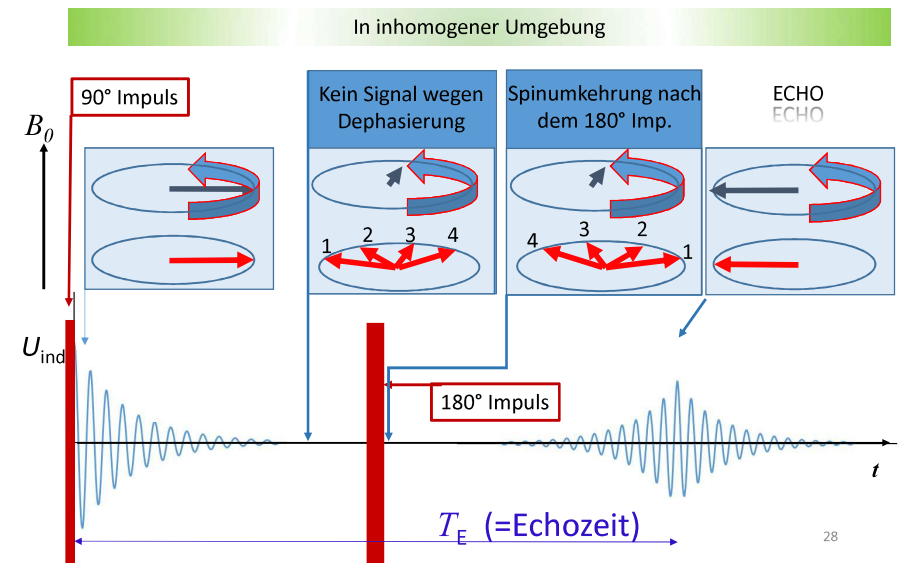 In inhomogener Umgebung
90° Impuls
Kein Signal wegen
Dephasierung
Spinumkehrung nach
dem 180° Imp.
ECHO
B0
1 2 3 4
4 3 2 1
Uind
180° Impuls
t
TE (=Echozeit)
28